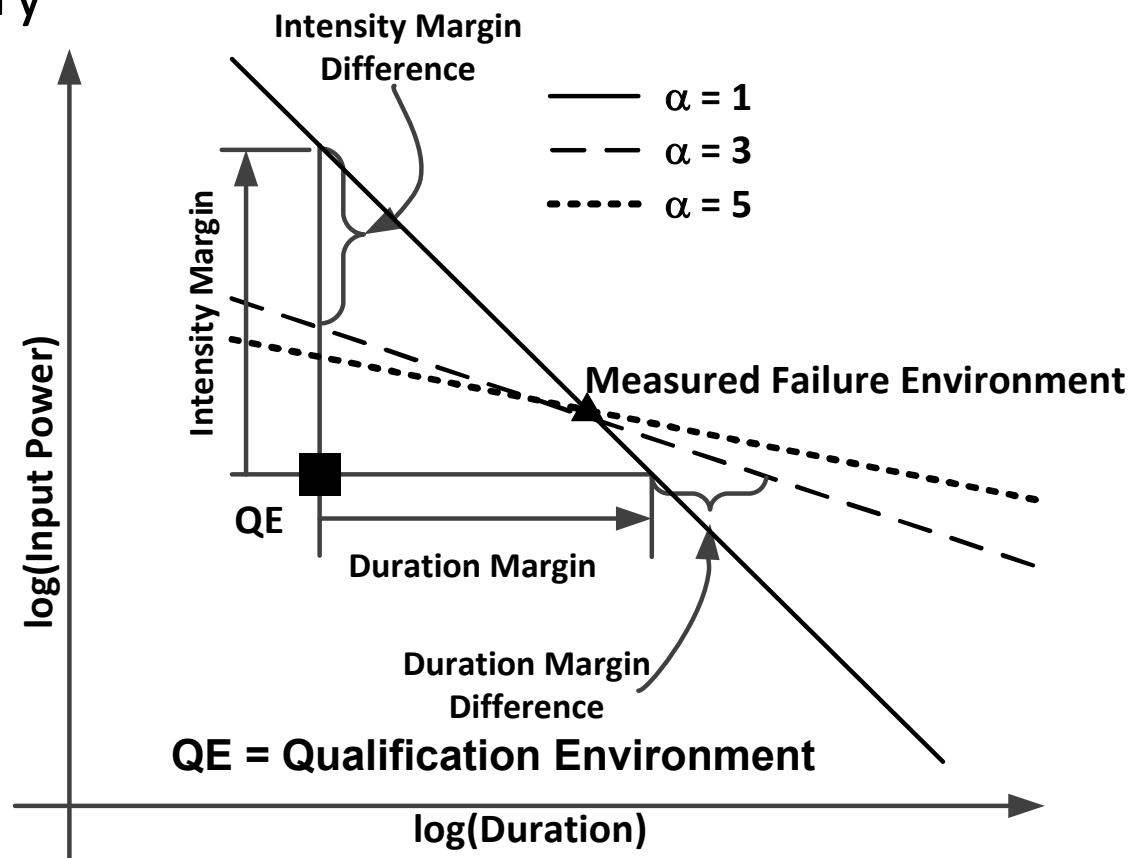 Intensity Margin
Difference
α = 1
α = 3
α = 5
Intensity Margin
Measured Failure Environment
log(Input Power)
QE
Duration Margin
Duration Margin
Difference
QE = Qualification Environment
log(Duration)